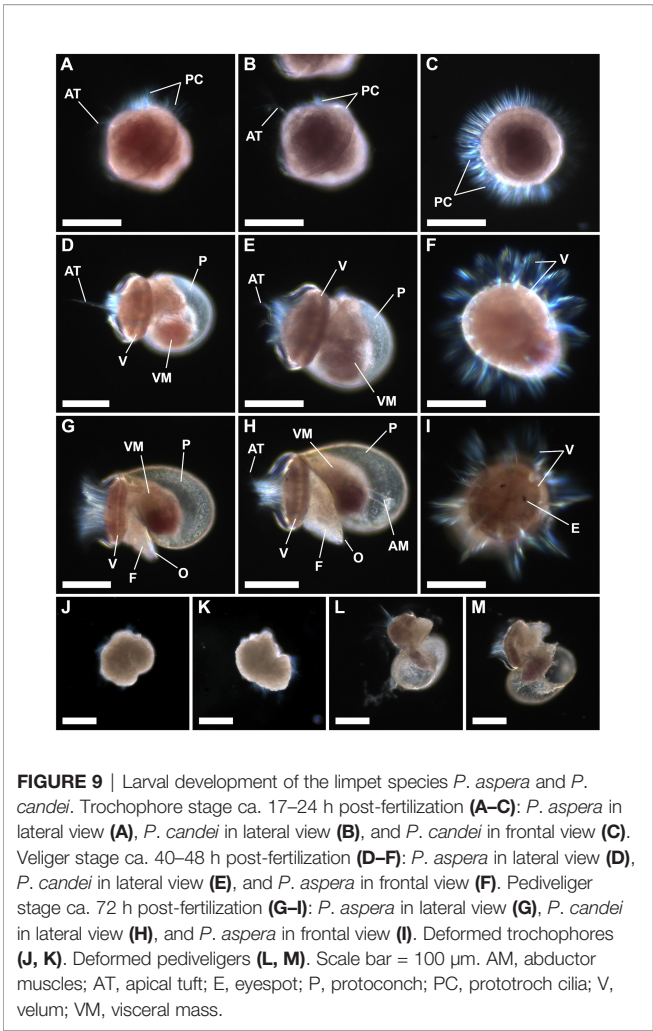 A
AT
PC
B
AT
PC
C
PC
D
AT
P
V
VM
E
AT
V
P
VM
F
V
G
VM
P
V
F
O
H
AT
VM
P
V
F
O
AM
I
V
E
J
K
L
M
FIGURE 9 | Larval development of the limpet species P. aspera and P.
candei. Trochophore stage ca. 17–24 h post-fertilization (A–C): P. aspera in
lateral view (A), P. candei in lateral view (B), and P. candei in frontal view (C).
Veliger stage ca. 40–48 h post-fertilization (D–F): P. aspera in lateral view (D),
P. candei in lateral view (E), and P. aspera in frontal view (F). Pediveliger
stage ca. 72 h post-fertilization (G–I): P. aspera in lateral view (G), P. candei
in lateral view (H), and P. aspera in frontal view (I). Deformed trochophores
(J, K). Deformed pediveligers (L, M). Scale bar = 100 µm. AM, abductor
muscles; AT, apical tuft; E, eyespot; P, protoconch; PC, prototroch cilia; V,
velum; VM, visceral mass.